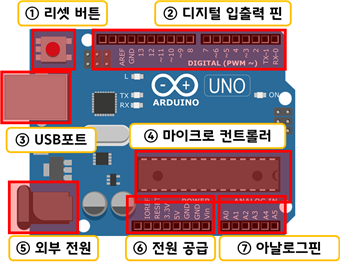 ① 리셋 버튼
② 디지털 입출력 핀
AREF
GND
13
12
~11
~10
~9
8
7
~6
~5
4
~3
2
TX-1
RX-0
DIGITAL (PWM ~)
L
TX
RX
ARDUINO
UNO
ON
③ USB포트
④ 마이크로 컨트롤러
POWER
ANALOG IN
IOREF
RESET
3.3V
5V
GND
GND
Vin
A0
A1
A2
A3
A4
A5
⑤ 외부 전원
⑥ 전원 공급
⑦ 아날로그핀